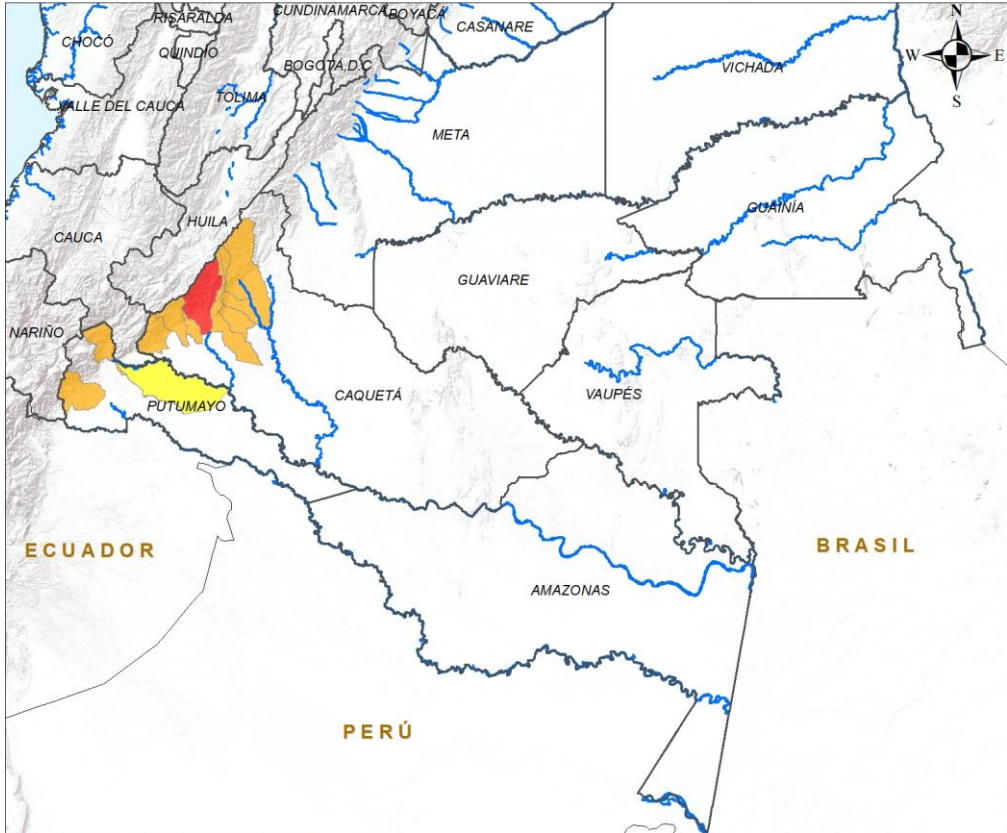 RISARALDA
CUNDINAMARCA
BOYACÁ
CASANARE
CHOCÓ
QUINDÍO
BOGOTÁ D.C
VICHADA
N
W E
S
VALLE DEL CAUCA
TOLIMA
META
HUILA
GUAINÍA
CAUCA
GUAVIARE
NARIÑO
CAQUETÁ
VAUPÉS
PUTUMAYO
ECUADOR
BRASIL
AMAZONAS
PERÚ